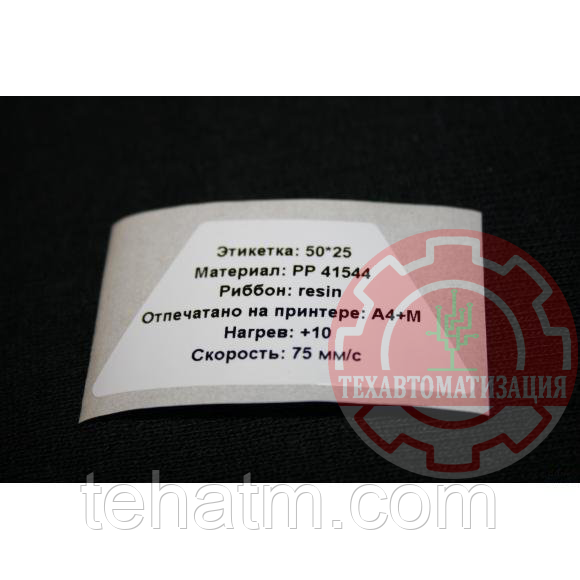 Этикетка: 50*25
Материал: PP 41544
Риббон: resin
Отпечатано на принтере: A4+M
Нагрев: +10
Скорость: 75 мм/с
ТЕХАВТОМАТИЗАЦИЯ
tehatm.com